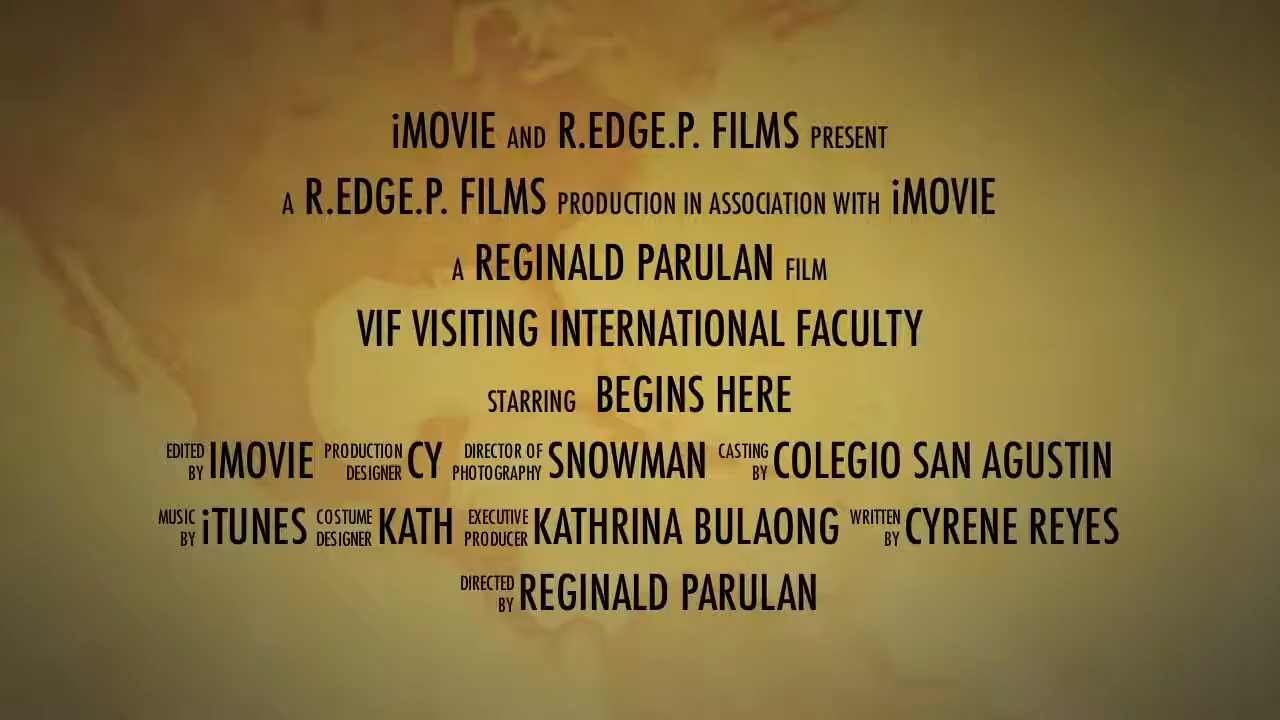 iMOVIE AND R.EDGE.P. FILMS PRESENT
A R.EDGE.P. FILMS PRODUCTION IN ASSOCIATION WITH iMOVIE
A REGINALD PARULAN FILM
VIF VISITING INTERNATIONAL FACULTY
STARRING BEGINS HERE
EDITED BY IMOVIE PRODUCTION DESIGNER CY DIRECTOR OF PHOTOGRAPHY SNOWMAN CASTING BY COLEGIO SAN AGUSTIN
MUSIC BY iTUNES COSTUME DESIGNER KATH EXECUTIVE PRODUCER KATHRINA BULAONG WRITTEN BY CYRENE REYES
DIRECTED BY REGINALD PARULAN